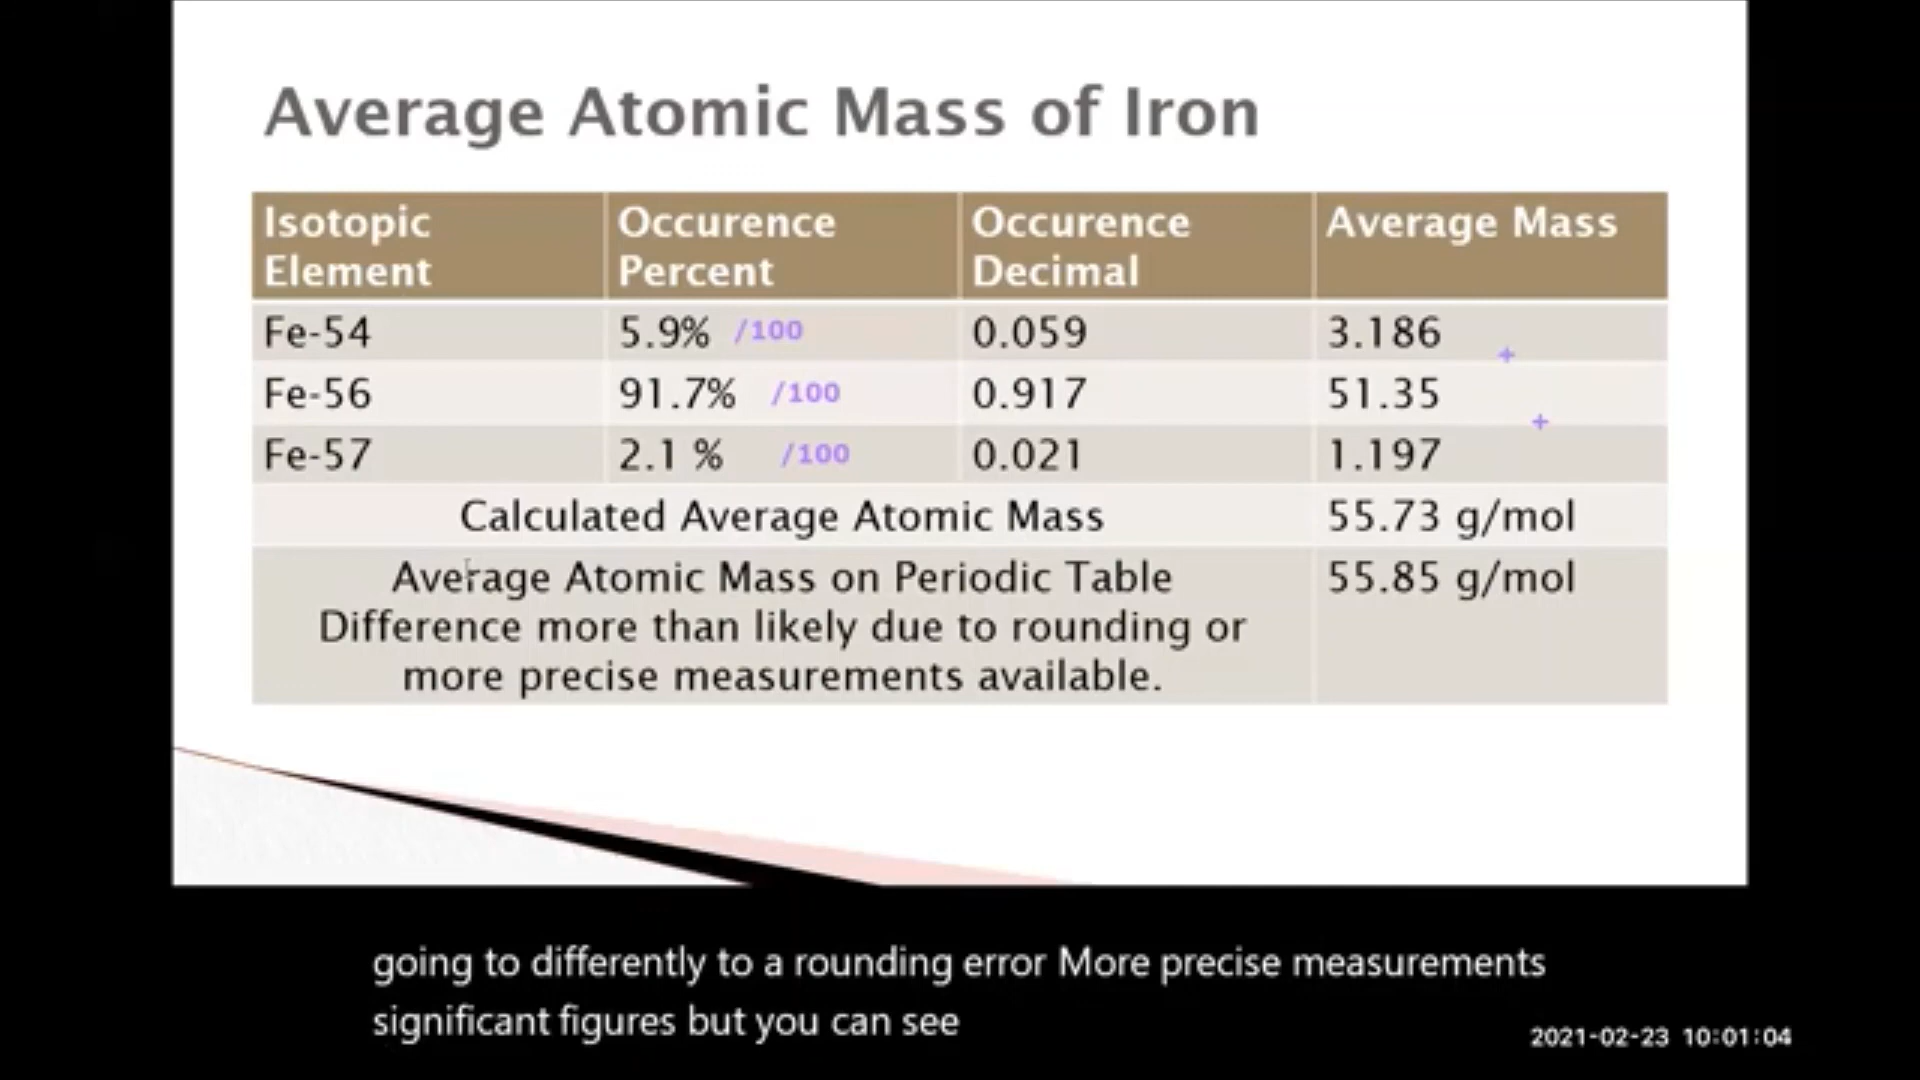 Average Atomic Mass of Iron
Isotopic Element Occurence Percent Occurence Decimal Average Mass
Fe-54 5.9% /100 0.059 3.186
+
Fe-56 91.7% /100 0.917 51.35
+
Fe-57 2.1 % /100 0.021 1.197
Calculated Average Atomic Mass 55.73 g/mol
Average Atomic Mass on Periodic Table 55.85 g/mol
Difference more than likely due to rounding or
more precise measurements available.
going to differently to a rounding error More precise measurements
significant figures but you can see
2021-02-23 10:01:04